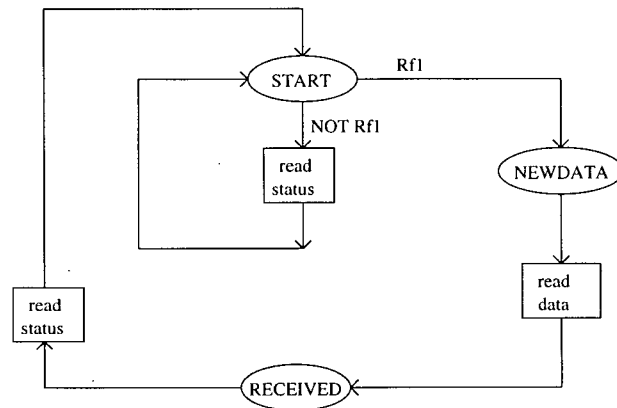 START
Rf1
NOT Rf1
read
status
NEWDATA
read
data
read
status
RECEIVED